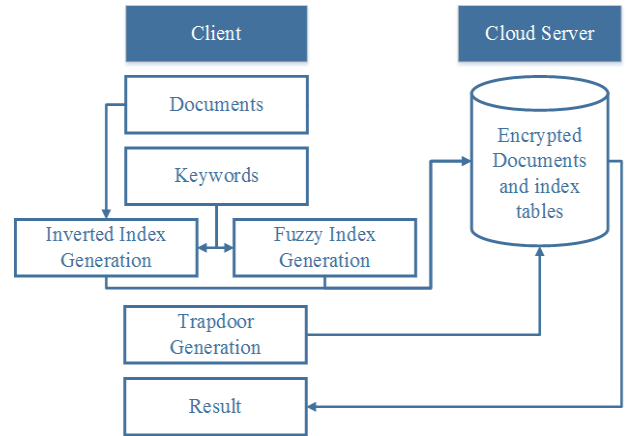 Client
Cloud Server
Documents
Keywords
Inverted Index
Generation
Fuzzy Index
Generation
Encrypted
Documents
and index
tables
Trapdoor
Generation
Result